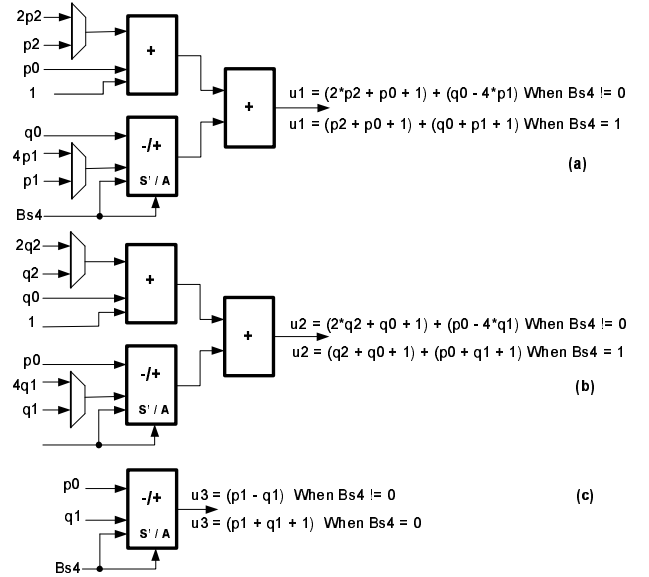 2p2
p2
p0
1
+
+
u1 = (2*p2 + p0 + 1) + (q0 - 4*p1) When Bs4 != 0
u1 = (p2 + p0 + 1) + (q0 + p1 + 1) When Bs4 = 1
(a)
q0
4p1
p1
Bs4
-/+
S' / A
2q2
q2
q0
1
+
+
u2 = (2*q2 + q0 + 1) + (p0 - 4*q1) When Bs4 != 0
u2 = (q2 + q0 + 1) + (p0 + q1 + 1) When Bs4 = 1
(b)
p0
4q1
q1
-/+
S' / A
p0
q1
Bs4
-/+
S' / A
u3 = (p1 - q1) When Bs4 != 0
u3 = (p1 + q1 + 1) When Bs4 = 0
(c)